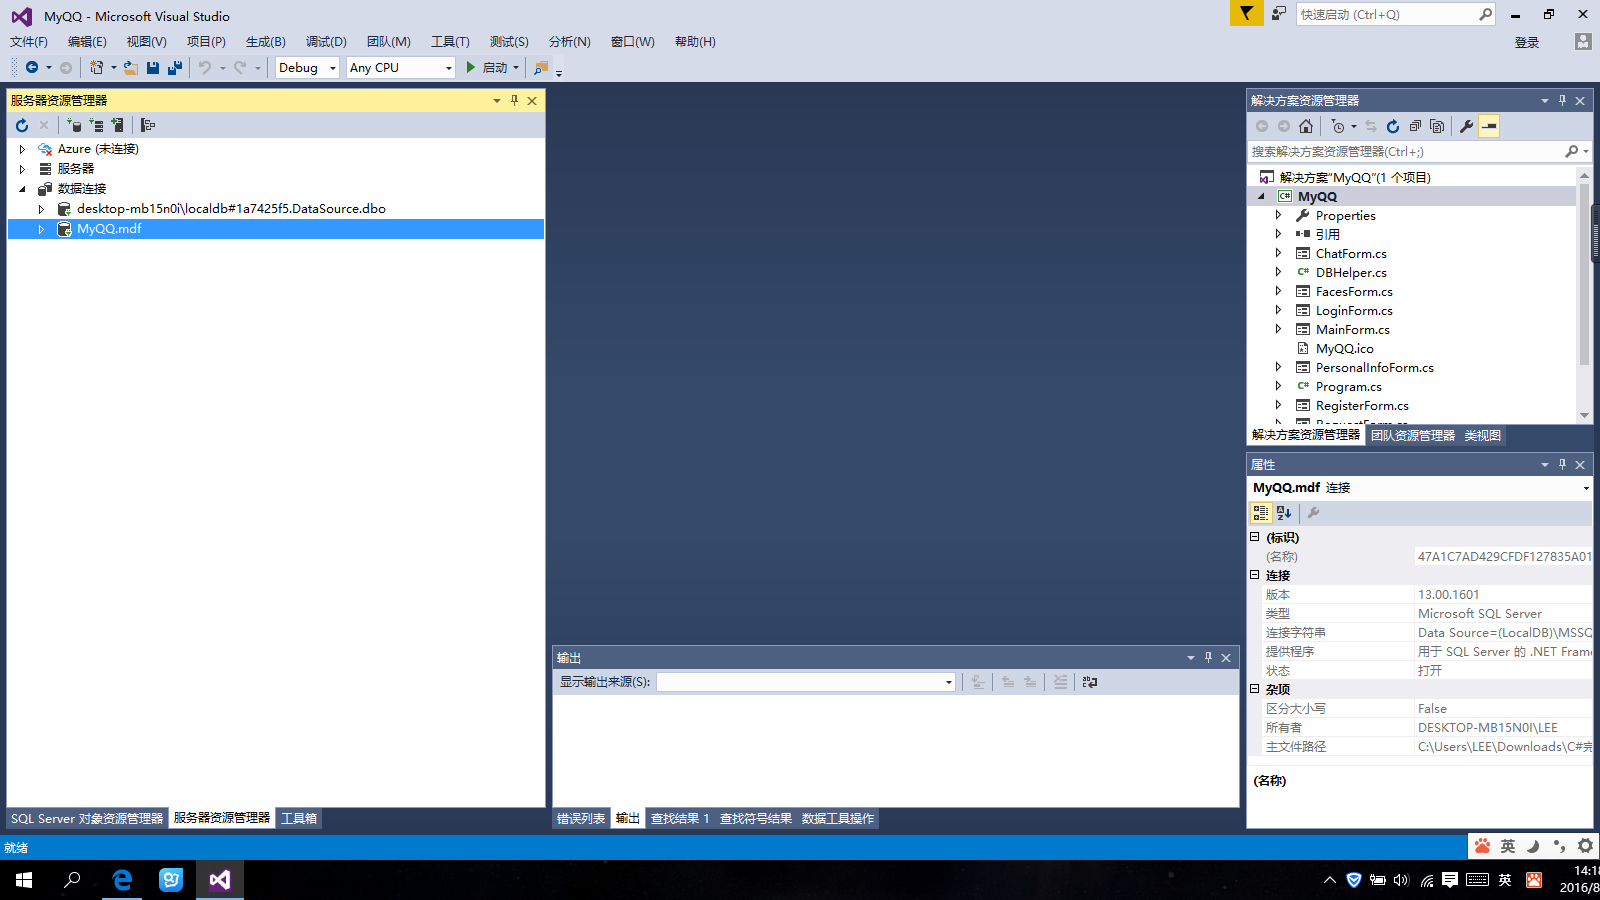 MyQQ - Microsoft Visual Studio
快速启动 (Ctrl+Q)
文件(F) 编辑(E) 视图(V) 项目(P) 生成(B) 调试(D) 团队(M) 工具(T) 测试(S) 分析(N) 窗口(W) 帮助(H)
登录
Debug Any CPU 启动
服务器资源管理器
Azure (未连接)
服务器
数据连接
desktop-mb15n0i\localdb#1a7425f5.DataSource.dbo
MyQQ.mdf
SQL Server 对象资源管理器 服务器资源管理器 工具箱
输出
显示输出来源(S):
错误列表 输出 查找结果 1 查找符号结果 数据工具操作
解决方案资源管理器
搜索解决方案资源管理器(Ctrl+;)
解决方案"MyQQ"(1 个项目)
C# MyQQ
Properties
引用
ChatForm.cs
C# DBHelper.cs
FacesForm.cs
LoginForm.cs
MainForm.cs
MyQQ.ico
PersonalInfoForm.cs
C# Program.cs
RegisterForm.cs
解决方案资源管理器 团队资源管理器 类视图
属性
MyQQ.mdf 连接
(标识)
(名称) 47A1C7AD429CFDF127835A01
连接
版本 13.00.1601
类型 Microsoft SQL Server
连接字符串 Data Source=(LocalDB)\MSSQ
提供程序 用于 SQL Server 的 .NET Frame
状态 打开
杂项
区分大小写 False
所有者 DESKTOP-MB15N0I\LEE
主文件路径 C:\Users\LEE\Downloads\C#完
(名称)
就绪
英
英
14:18
2016/8